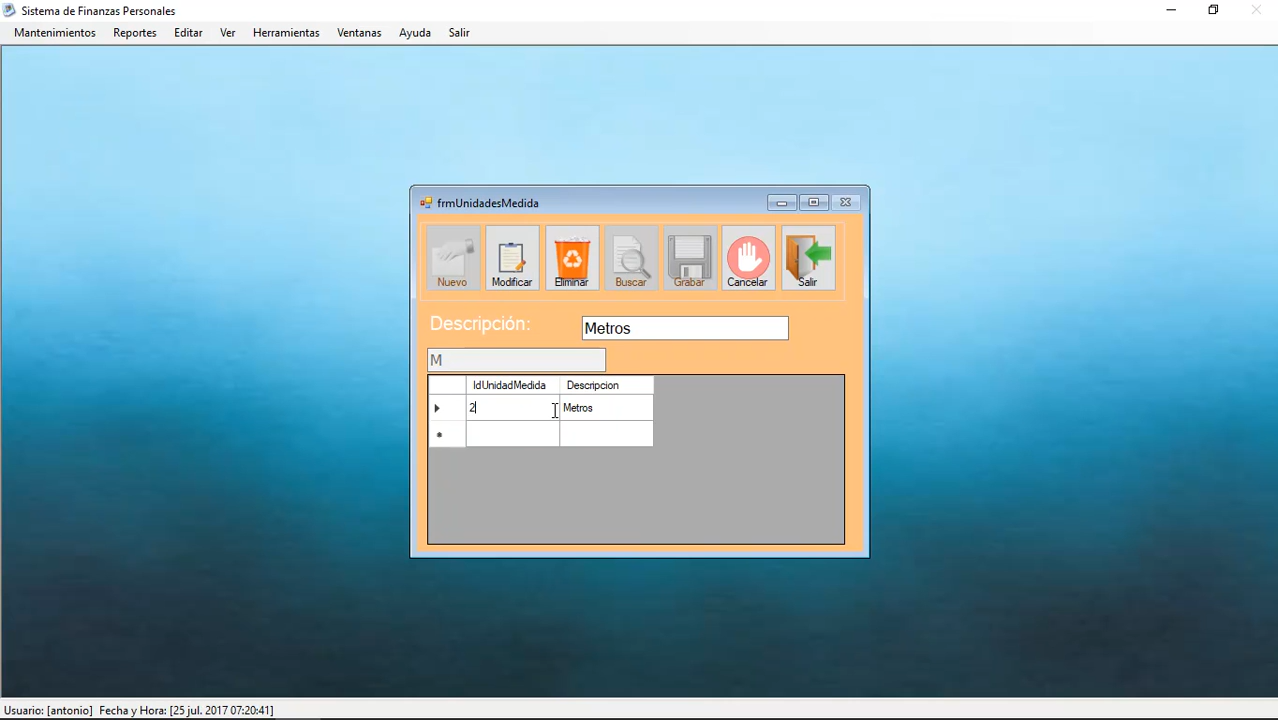 Sistema de Finanzas Personales
Mantenimientos Reportes Editar Ver Herramientas Ventanas Ayuda Salir
frmUnidadesMedida
Nuevo Modificar Eliminar Buscar Grabar Cancelar Salir
Descripción: Metros
M
IdUnidadMedida Descripcion
2 Metros
Usuario: [antonio] Fecha y Hora: [25 jul. 2017 07:20:41]